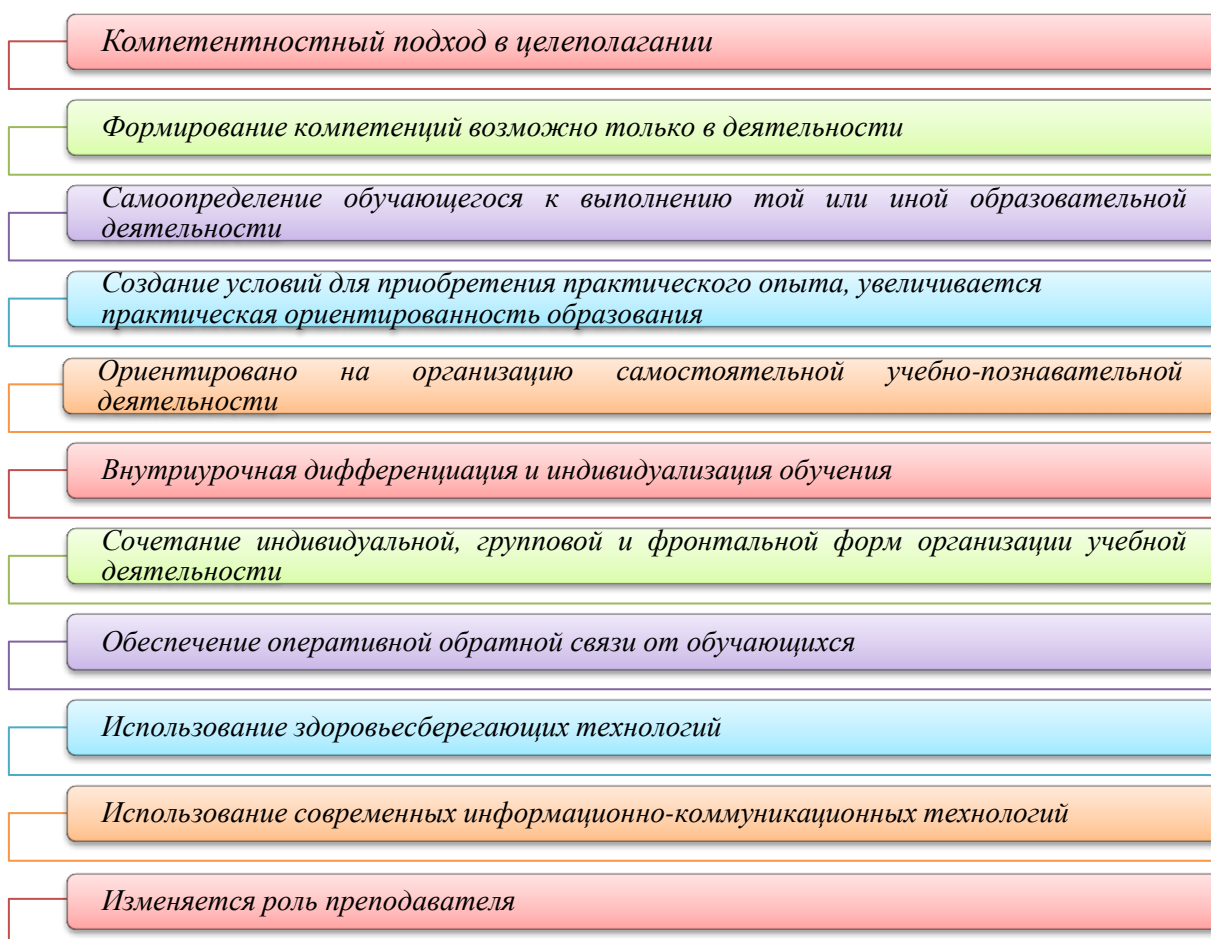 Компетентностный подход в целеполагании
Формирование компетенций возможно только в деятельности
Самоопределение обучающегося к выполнению той или иной образовательной
деятельности
Создание условий для приобретения практического опыта, увеличивается
практическая ориентированность образования
Ориентировано на организацию самостоятельной учебно-познавательной
деятельности
Внутриурочная дифференциация и индивидуализация обучения
Сочетание индивидуальной, групповой и фронтальной форм организации учебной
деятельности
Обеспечение оперативной обратной связи от обучающихся
Использование здоровьесберегающих технологий
Использование современных информационно-коммуникационных технологий
Изменяется роль преподавателя